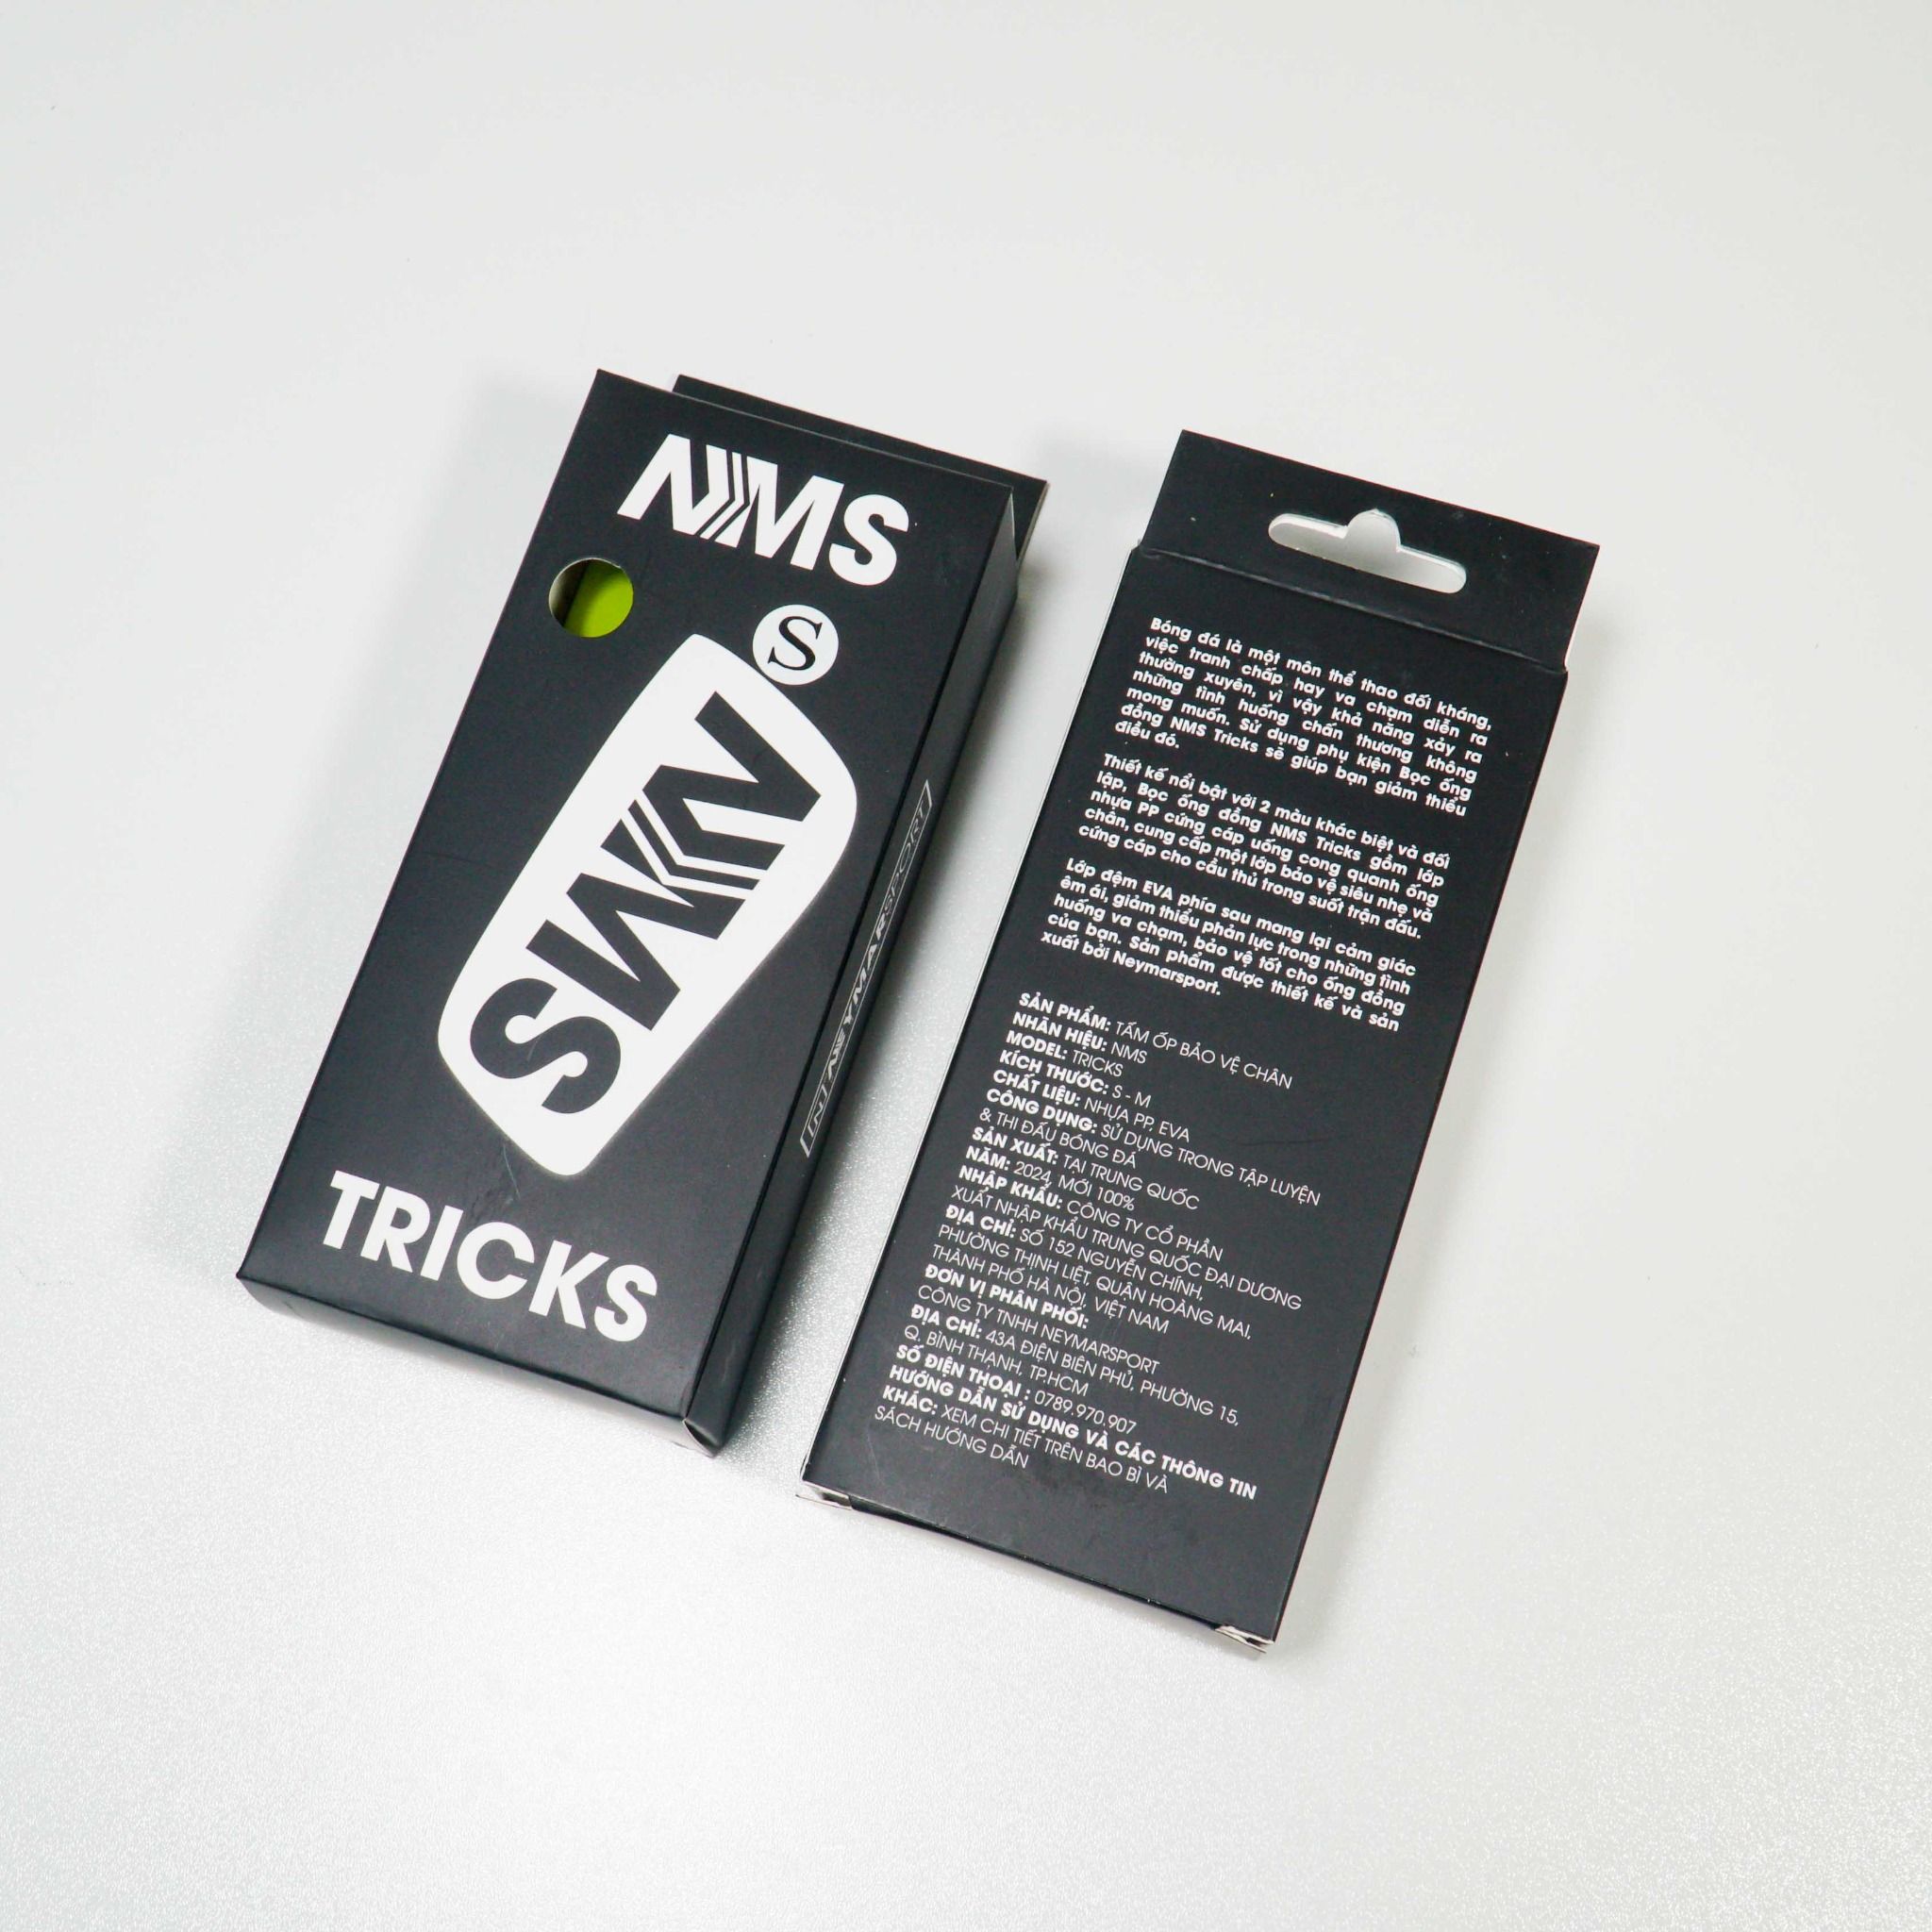 NMS
S
NMS
TRICKS
[N] NEYMARSPORT
Bóng đá là một môn thể thao đối kháng,
việc tranh chấp hay va chạm diễn ra
thường xuyên, vì vậy khả năng xảy ra
những tình huống chấn thương không
mong muốn. Sử dụng phụ kiện Bọc ống
đồng NMS Tricks sẽ giúp bạn giảm thiểu
điều đó.
Thiết kế nổi bật với 2 màu khác biệt và đối
lập, Bọc ống đồng NMS Tricks gồm lớp
nhựa PP cứng cáp uống cong quanh ống
chân, cung cấp một lớp bảo vệ siêu nhẹ và
cứng cáp cho cầu thủ trong suốt trận đấu.
Lớp đệm EVA phía sau mang lại cảm giác
êm ái, giảm thiểu phản lực trong những tình
huống va chạm, bảo vệ tốt cho ống đồng
của bạn. Sản phẩm được thiết kế và sản
xuất bởi Neymarsport.
SẢN PHẨM: TẤM ỐP BẢO VỆ CHÂN
NHÃN HIỆU: NMS
MODEL: TRICKS
KÍCH THƯỚC: S - M
CHẤT LIỆU: NHỰA PP, EVA
CÔNG DỤNG: SỬ DỤNG TRONG TẬP LUYỆN
& THI ĐẤU BÓNG ĐÁ
SẢN XUẤT: TẠI TRUNG QUỐC
NĂM: 2024, MỚI 100%
NHẬP KHẨU: CÔNG TY CỔ PHẦN
XUẤT NHẬP KHẨU TRUNG QUỐC ĐẠI DƯƠNG
ĐỊA CHỈ: SỐ 152 NGUYỄN CHÍNH,
PHƯỜNG THỊNH LIỆT, QUẬN HOÀNG MAI,
THÀNH PHỐ HÀ NỘI, VIỆT NAM
ĐƠN VỊ PHÂN PHỐI:
CÔNG TY TNHH NEYMARSPORT
ĐỊA CHỈ: 43A ĐIỆN BIÊN PHỦ, PHƯỜNG 15,
Q. BÌNH THẠNH, TP.HCM
SỐ ĐIỆN THOẠI : 0789.970.907
HƯỚNG DẪN SỬ DỤNG VÀ CÁC THÔNG TIN
KHÁC: XEM CHI TIẾT TRÊN BAO BÌ VÀ
SÁCH HƯỚNG DẪN